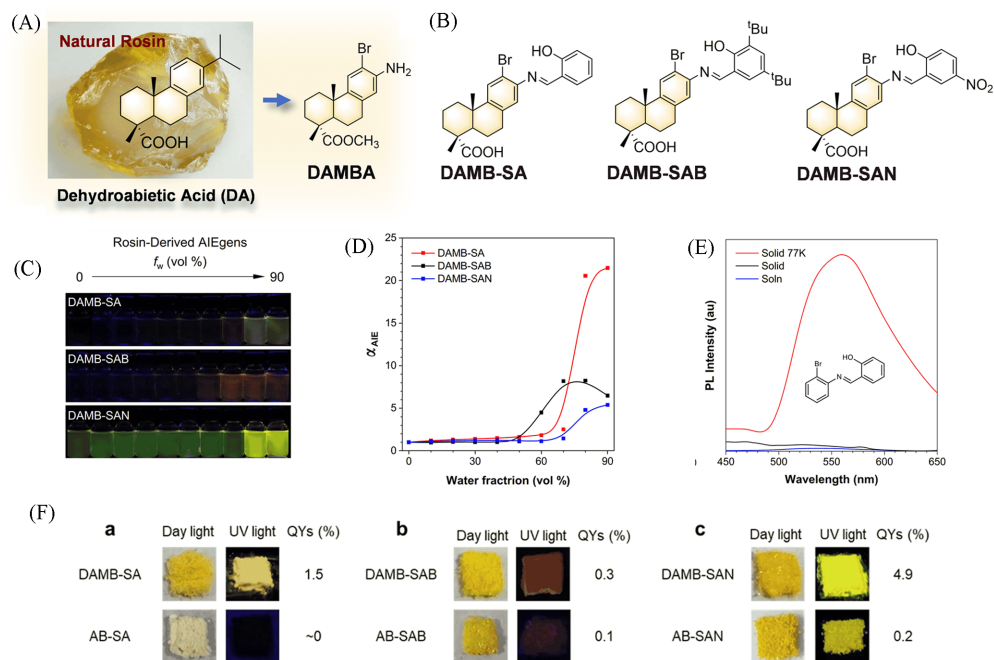 (A)
Natural Rosin
COOH
Dehydroabietic Acid (DA)
Br
NH₂
COOCH₃
DAMBA
(B)
HO
Br
N
COOH
DAMB-SA
tBu
HO
Br
N
tBu
COOH
DAMB-SAB
HO
Br
N
NO₂
COOH
DAMB-SAN
(C)
Rosin-Derived AIEgens
0 fw (vol %) 90
DAMB-SA
DAMB-SAB
DAMB-SAN
(D)
αAIE
25
20
15
10
5
0
DAMB-SA
DAMB-SAB
DAMB-SAN
0 30 60 90
Water fractrion (vol %)
(E)
PL Intensity (au)
Solid 77K
Solid
Soln
Br
HO
N
450 500 550 600 650
Wavelength (nm)
(F)
a Day light UV light QYs (%)
DAMB-SA 1.5
AB-SA ~0
b Day light UV light QYs (%)
DAMB-SAB 0.3
AB-SAB 0.1
c Day light UV light QYs (%)
DAMB-SAN 4.9
AB-SAN 0.2